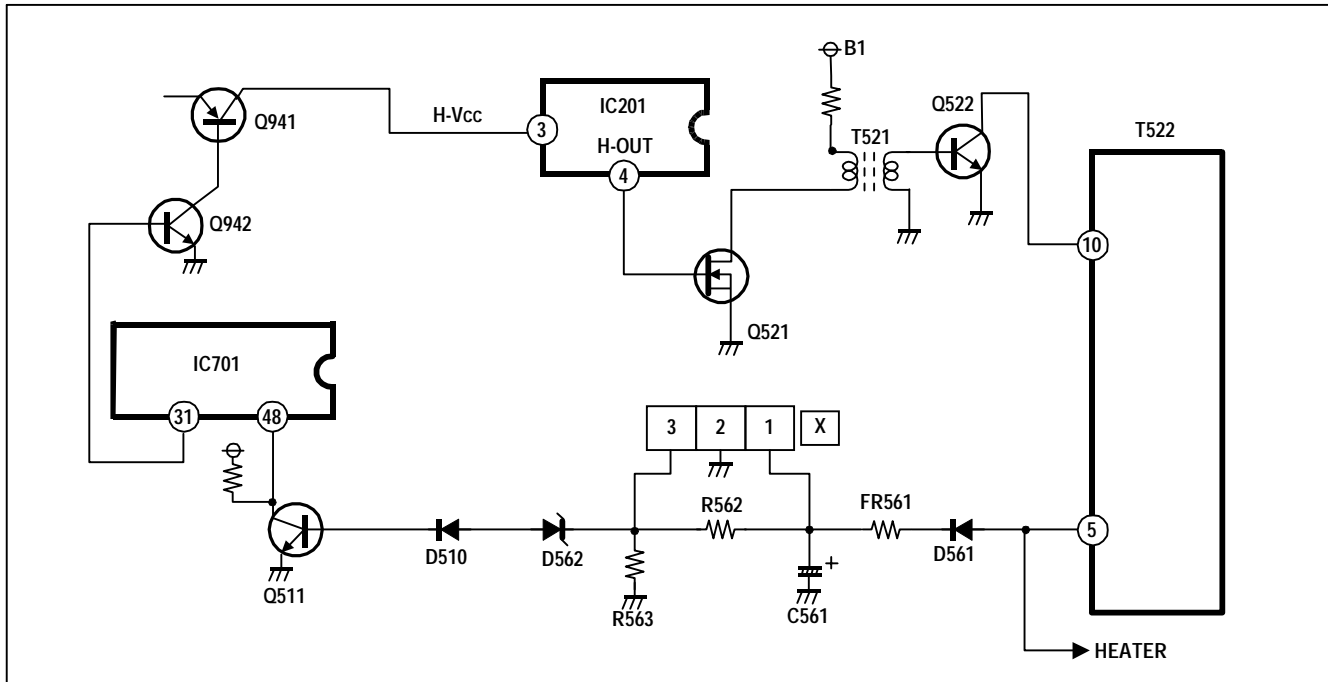 B1
Q941
H-Vcc
3
IC201
H-OUT
4
T521
Q522
T522
Q942
10
Q521
IC701
31
48
3
2
1
X
R562
FR561
5
D510
D562
D561
Q511
R563
+
C561
HEATER